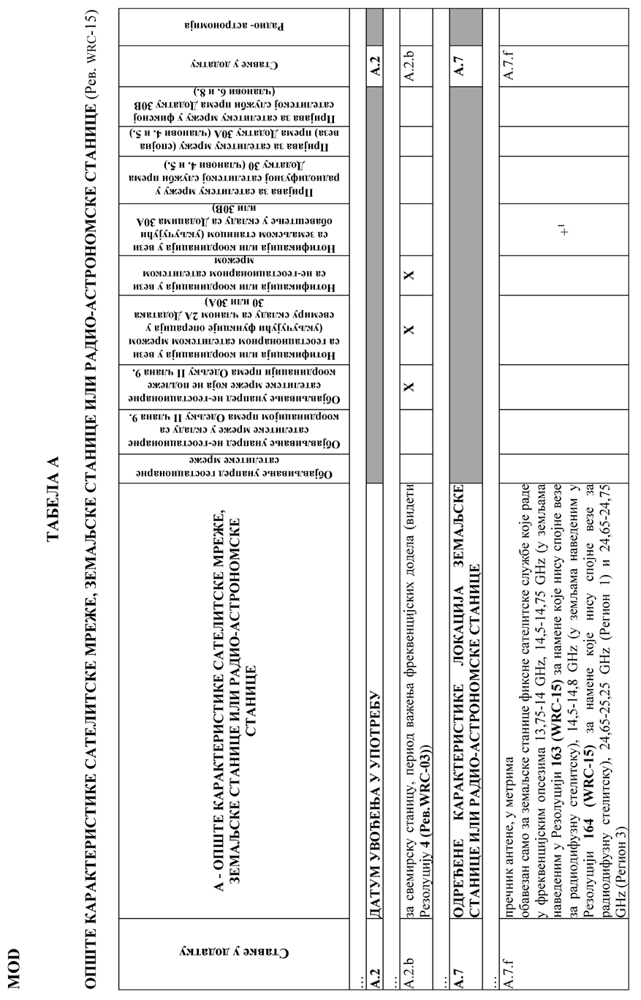 MOD
ТАБЕЛА А
ОПШТЕ КАРАКТЕРИСТИКЕ САТЕЛИТСКЕ МРЕЖЕ, ЗЕМАЉСКЕ СТАНИЦЕ ИЛИ РАДИО-АСТРОНОМСКЕ СТАНИЦЕ (Рев. WRC-15)
Ставке у додатку
А - ОПШТЕ КАРАКТЕРИСТИКЕ САТЕЛИТСКЕ МРЕЖЕ,
ЗЕМАЉСКЕ СТАНИЦЕ ИЛИ РАДИО-АСТРОНОМСКЕ
СТАНИЦЕ
Објављивање унапред геостационарне
сателитске мреже
Објављивање унапред не-геостационарне
сателитске мреже у складу са
координацијом према Одељку II члана 9.
Објављивање унапред не-геостационарне
сателитске мреже која не подлеже
координацији према Одељку II члана 9.
Нотификација или координација у вези
са геостационарном сателитском мрежом
(укључујући функције операција у
свемиру складу са чланом 2А Додатака
30 или 30А)
Нотификација или координација у вези
са не-геостационарном сателитском
мрежом
Нотификација или координација у вези
са земаљском станицом (укључујући
обавештење у складу са Додацима 30А
или 30В)
Пријава за сателитску мрежу у
радиодифузној сателитској служби према
Додатку 30 (чланови 4. и 5.)
Пријава за сателитску мрежу (спојна
веза) према Додатку 30А (чланови 4. и 5.)
Пријава за сателитску мрежу у фиксној
сателитској служби према Додатку 30В
(чланови 6. и 8.)
Ставке у додатку
Радио- астрономија
…
А.2 ДАТУМ УВОЂЕЊА У УПОТРЕБУ А.2
…
А.2.b за свемирску станицу, период важења фреквенцијских додела (видети X X X А.2.b
Резолуцију 4 (Рев.WRC-03))
…
А.7 ОДРЕЂЕНЕ КАРАКТЕРИСТИКЕ ЛОКАЦИЈА ЗЕМАЉСКЕ А.7
СТАНИЦЕ ИЛИ РАДИО-АСТРОНОМСКЕ СТАНИЦЕ
…
А.7.f пречник антене, у метрима +¹ А.7.f
обавезан само за земаљске станице фиксне сателитске службе које раде
у фреквенцијским опсезима 13,75-14 GHz, 14,5-14,75 GHz (у земљама
наведеним у Резолуцији 163 (WRC-15) за намене које нису спојне везе
за радиодифузну стелитску), 14,5-14,8 GHz (у земљама наведеним у
Резолуцији 164 (WRC-15) за намене које нису спојне везе за
радиодифузну стелитску), 24,65-25,25 GHz (Регион 1) и 24,65-24,75
GHz (Регион 3)